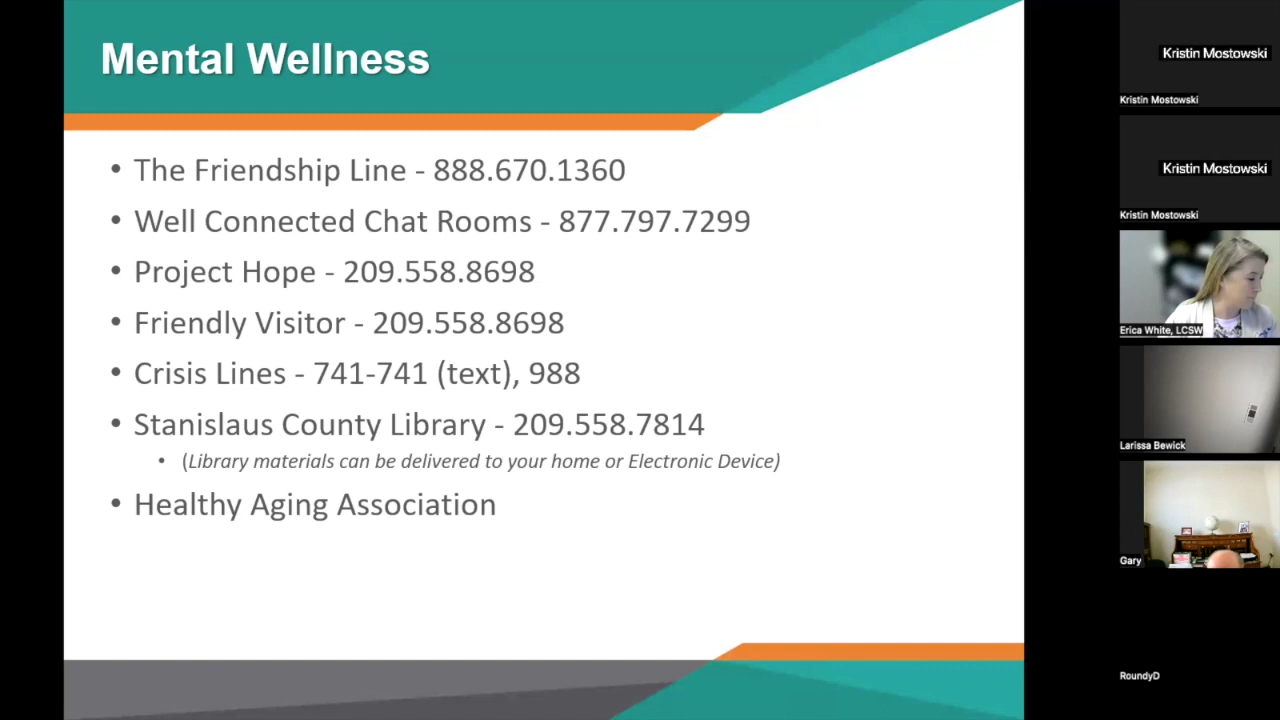 Mental Wellness
• The Friendship Line - 888.670.1360
• Well Connected Chat Rooms - 877.797.7299
• Project Hope - 209.558.8698
• Friendly Visitor - 209.558.8698
• Crisis Lines - 741-741 (text), 988
• Stanislaus County Library - 209.558.7814
• (Library materials can be delivered to your home or Electronic Device)
• Healthy Aging Association
Kristin Mostowski
Kristin Mostowski
Kristin Mostowski
Kristin Mostowski
Erica White, LCSW
Larissa Bewick
Gary
RoundyD